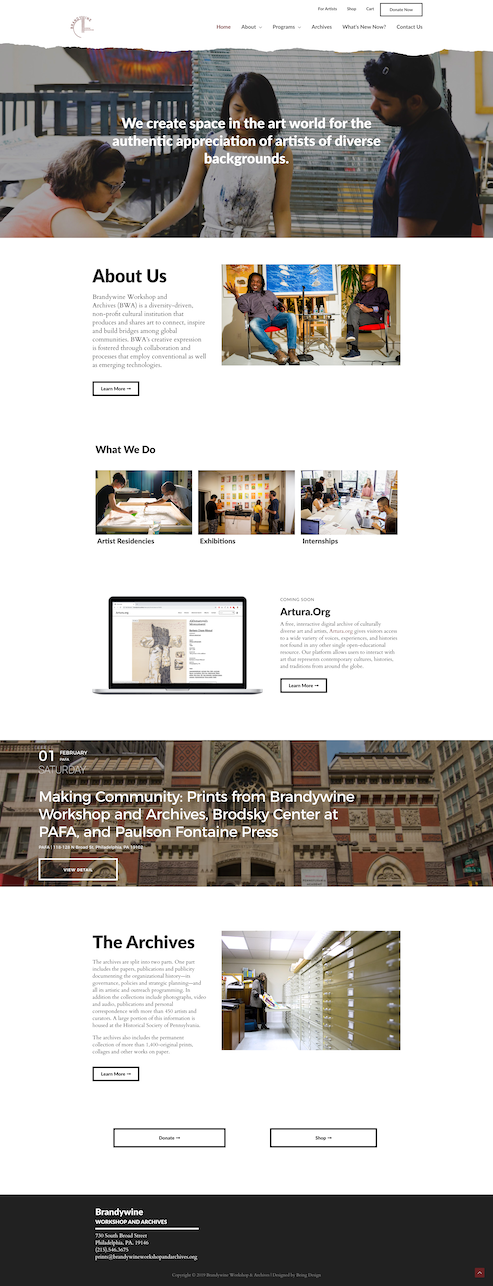 For Artists Shop Cart Donate Now
Home About Programs Archives What's New Now? Contact Us
We create space in the art world for the
authentic appreciation of artists of diverse
backgrounds.
About Us
Brandywine Workshop and
Archives (BWA) is a diversity-driven,
non-profit cultural institution that
produces and shares art to connect, inspire
and build bridges among global
communities. BWA's creative expression
is fostered through collaboration and
processes that employ conventional as well
as emerging technologies.
Learn More →
What We Do
Artist Residencies Exhibitions Internships
COMING SOON
Artura.Org
A free, interactive digital archive of culturally
diverse art and artists, Artura.org gives visitors access
to a wide variety of voices, experiences, and histories
not found in any other single open-educational
resource. Our platform allows users to interact with
art that represents contemporary cultures, histories,
and traditions from around the globe.
Learn More →
01 FEBRUARY
PAFA
SATURDAY
Making Community: Prints from Brandywine
Workshop and Archives, Brodsky Center at
PAFA, and Paulson Fontaine Press
PAFA | 118-128 N Broad St, Philadelphia, PA 19102
VIEW DETAIL
The Archives
The archives are split into two parts. One part
includes the papers, publications and publicity
documenting the organizational history—its
governance, policies and strategic planning—and
all its artistic and outreach programming. In
addition the collections include photographs, video
and audio, publications and personal
correspondence with more than 450 artists and
curators. A large portion of this information is
housed at the Historical Society of Pennsylvania.
The archives also includes the permanent
collection of more than 1,400 original prints,
collages and other works on paper.
Learn More →
Donate → Shop →
Brandywine
WORKSHOP AND ARCHIVES
730 South Broad Street
Philadelphia, PA, 19146
(215).546.3675
prints@brandywineworkshopandarchives.org
Copyright © 2019 Brandywine Workshop & Archives | Designed by Bsing Design